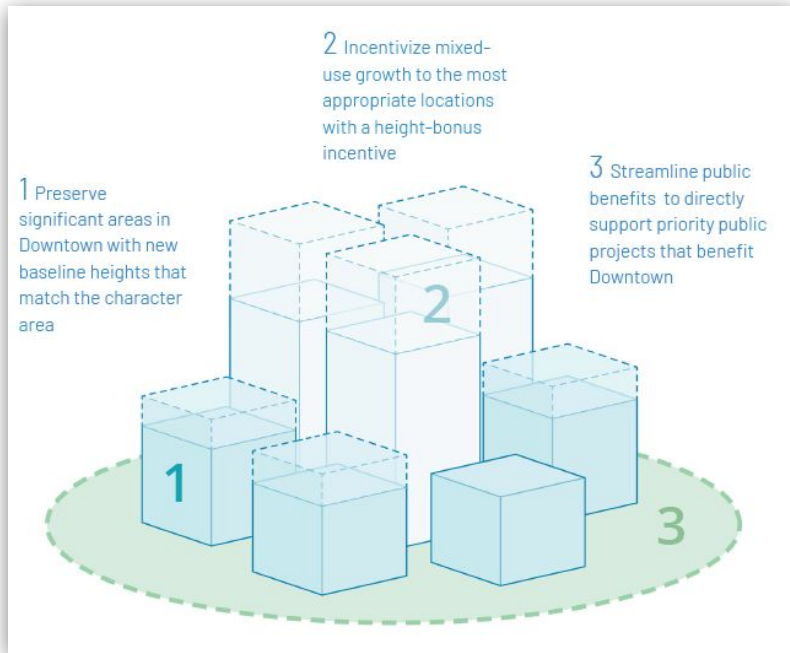 2 Incentivize mixed-
use growth to the most
appropriate locations
with a height-bonus
incentive
1 Preserve
significant areas in
Downtown with new
baseline heights that
match the character
area
3 Streamline public
benefits to directly
support priority public
projects that benefit
Downtown
2
1
3